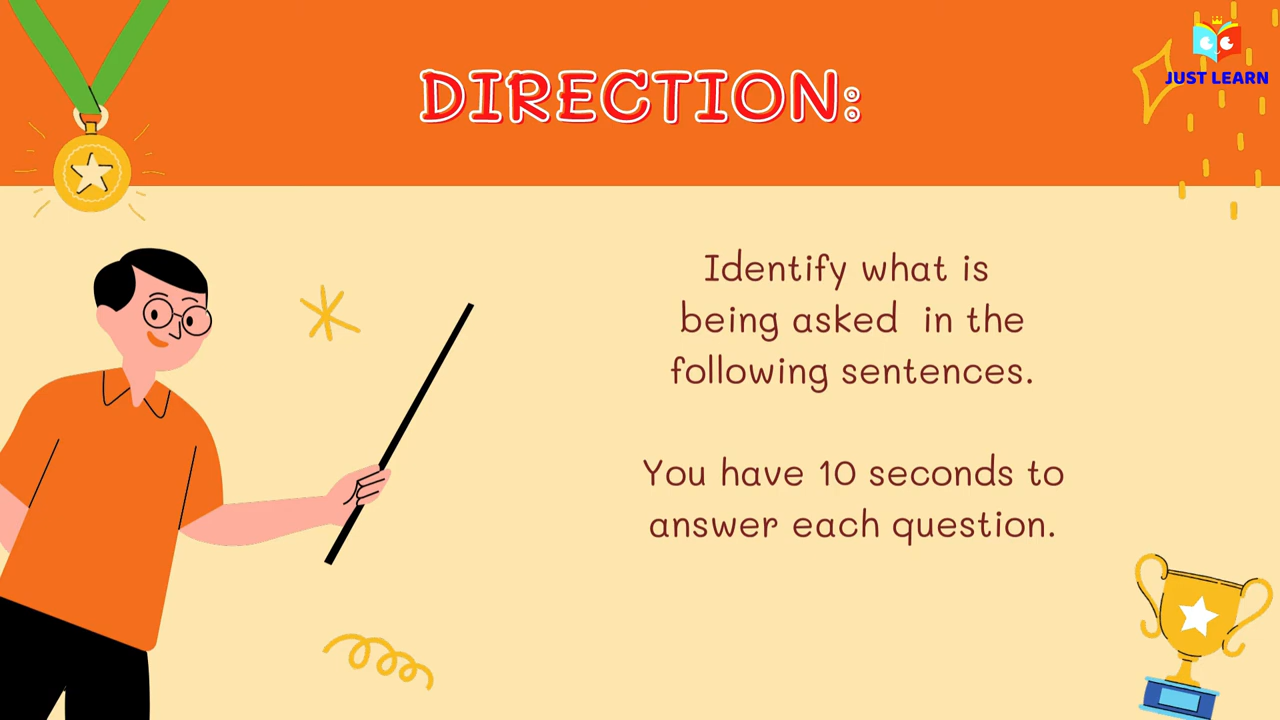 DIRECTION:
JUST LEARN
Identify what is
being asked in the
following sentences.
You have 10 seconds to
answer each question.